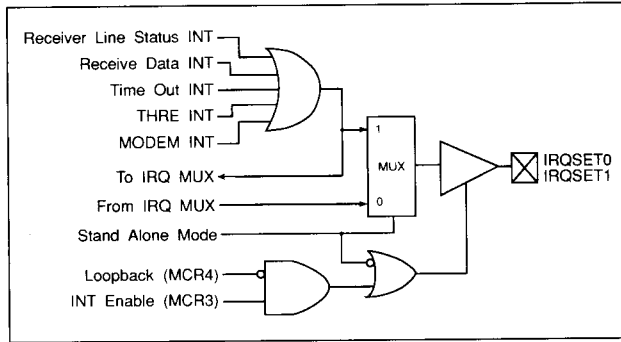 Receiver Line Status INT
Receive Data INT
Time Out INT
THRE INT
MODEM INT
1
MUX
0
IRQSET0
IRQSET1
To IRQ MUX
From IRQ MUX
Stand Alone Mode
Loopback (MCR4)
INT Enable (MCR3)